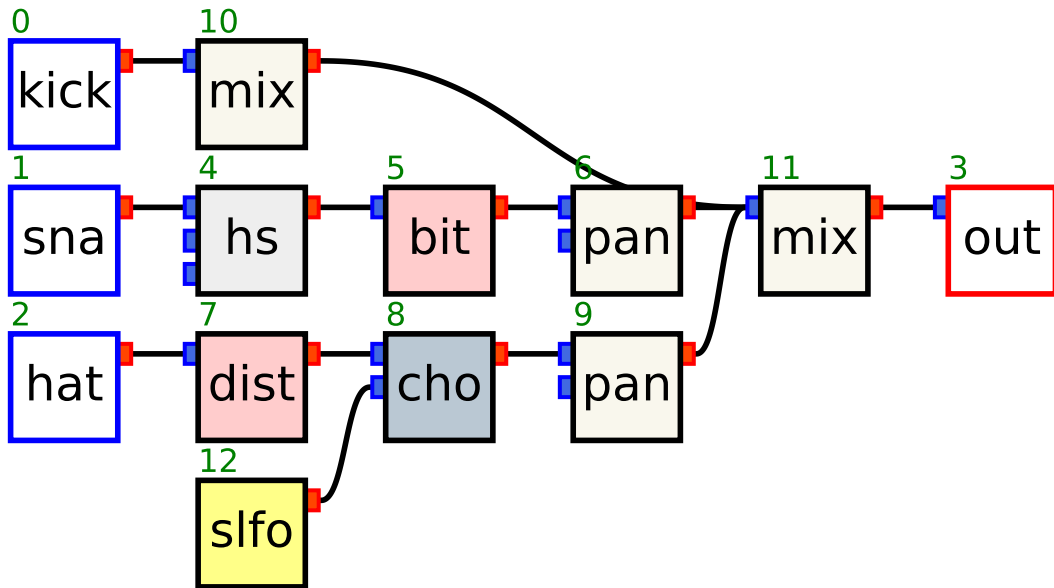 0 10
kick mix
1 4 5 6 11 3
sna hs bit pan mix out
2 7 8 9
hat dist cho pan
12
slfo